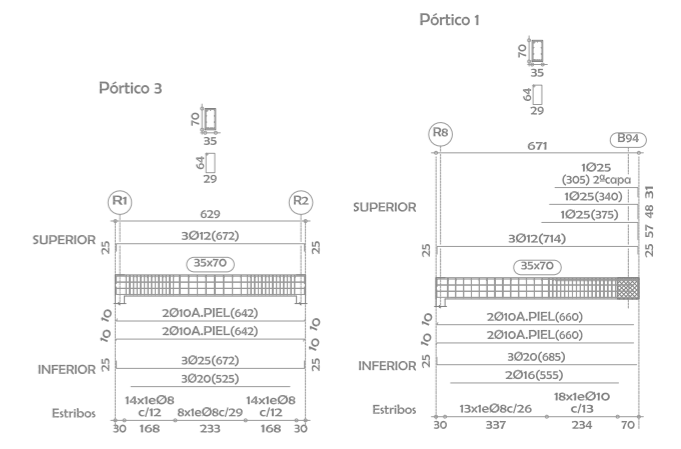 Pórtico 3
70
35
64
29
R1
R2
629
SUPERIOR
3Ø12(672)
25
25
35x70
10
2Ø10A.PIEL(642)
10
10
2Ø10A.PIEL(642)
10
INFERIOR
25
3Ø25(672)
25
3Ø20(525)
Estribos
14x1eØ8
c/12
8x1eØ8c/29
14x1eØ8
c/12
30
168
233
168
30
Pórtico 1
70
35
64
29
R8
B94
671
1Ø25
(305) 2ªcapa
31
1Ø25(340)
48
SUPERIOR
1Ø25(375)
57
25
3Ø12(714)
25
35x70
10
2Ø10A.PIEL(660)
10
2Ø10A.PIEL(660)
INFERIOR
25
3Ø20(685)
2Ø16(555)
Estribos
13x1eØ8c/26
18x1eØ10
c/13
30
337
234
70